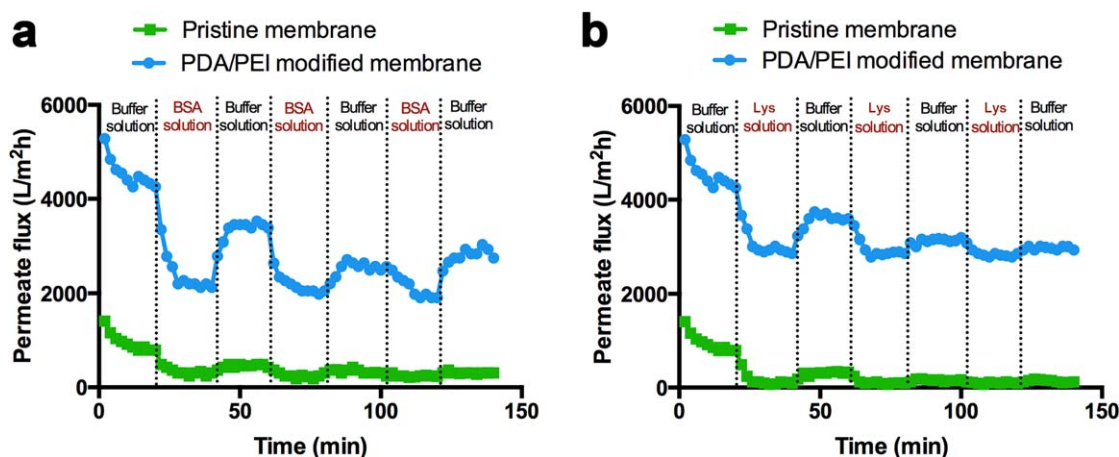 a
Pristine membrane
PDA/PEI modified membrane
Permeate flux (L/m²h)
6000
4000
2000
0
Buffer solution
BSA solution
Buffer solution
BSA solution
Buffer solution
BSA solution
Buffer solution
0
50
100
150
Time (min)
b
Pristine membrane
PDA/PEI modified membrane
Permeate flux (L/m²h)
6000
4000
2000
0
Buffer solution
Lys solution
Buffer solution
Lys solution
Buffer solution
Lys solution
Buffer solution
0
50
100
150
Time (min)